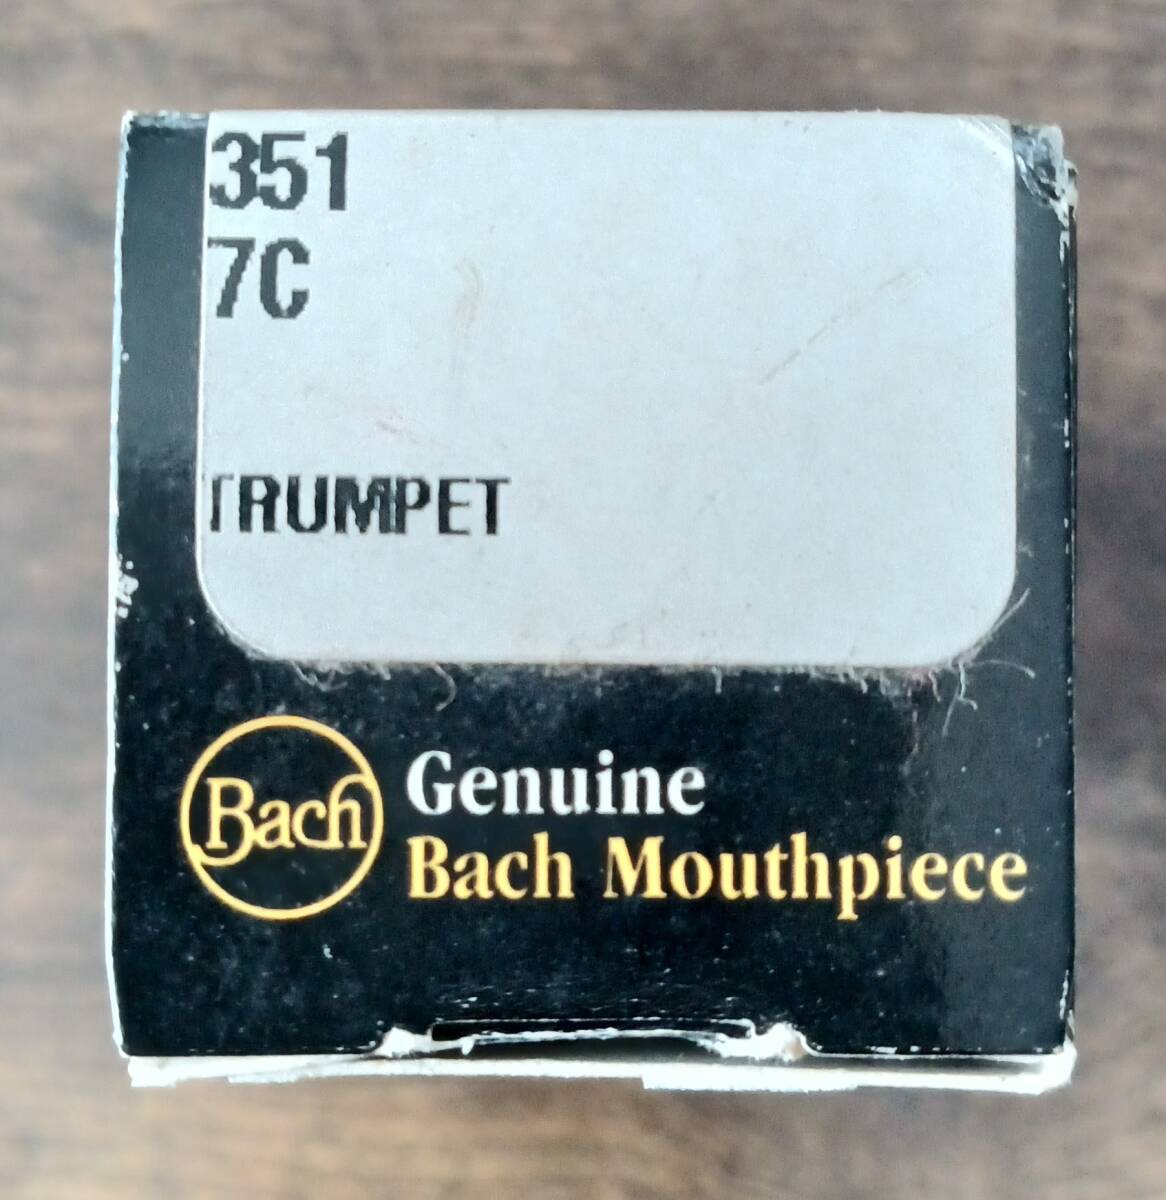 351
7C
TRUMPET
Bach
Genuine
Bach Mouthpiece